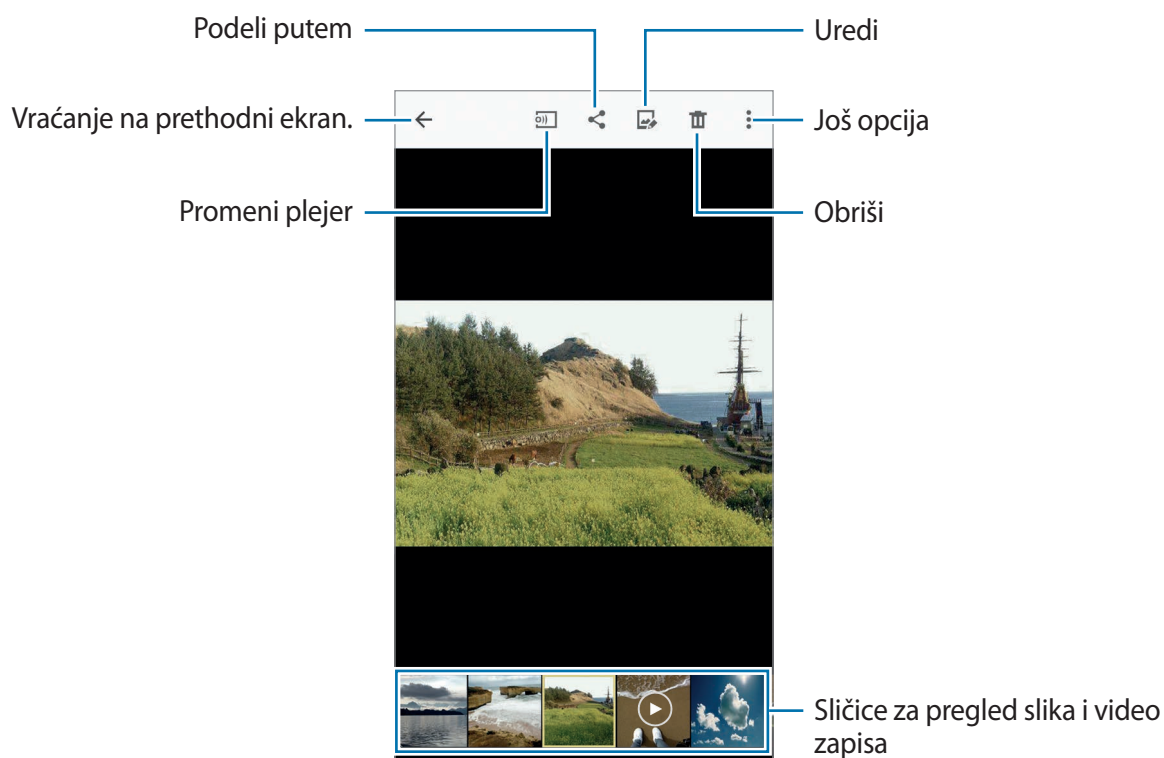 Podeli putem
Uredi
Vraćanje na prethodni ekran.
Još opcija
Promeni plejer
Obriši
Sličice za pregled slika i video
zapisa